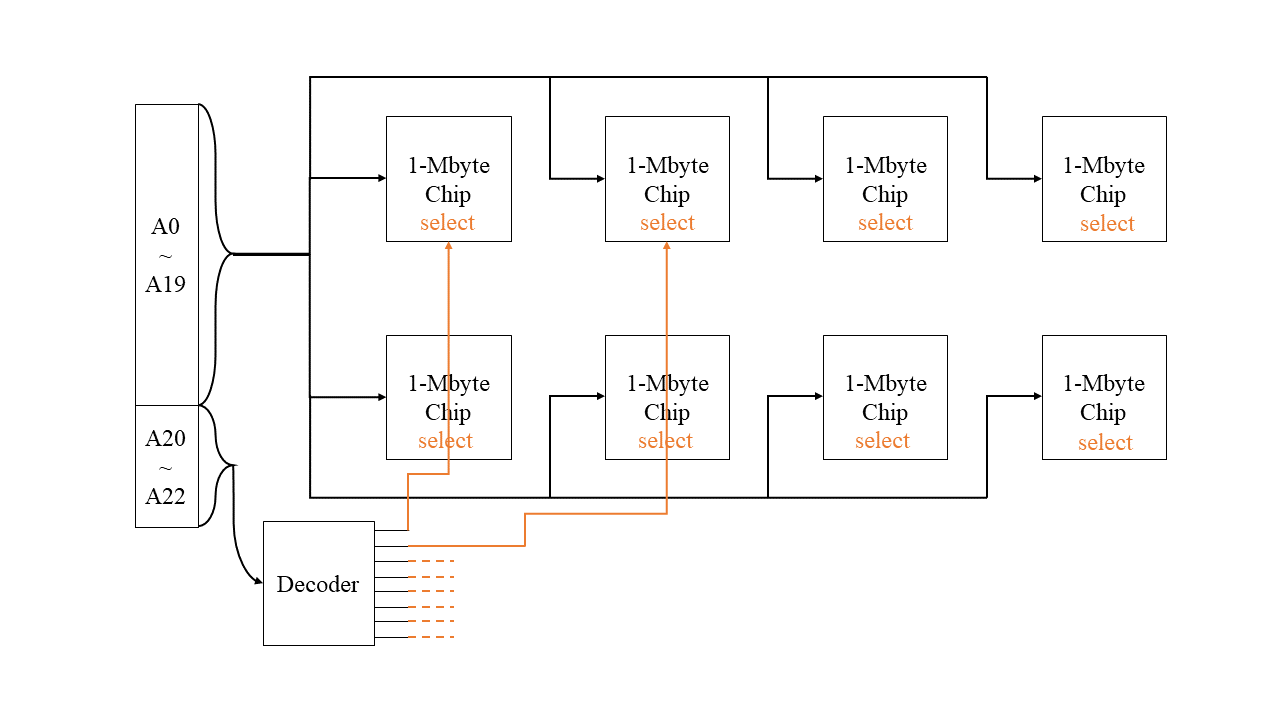 A0
~
A19
A20
~
A22
1-Mbyte
Chip
select
1-Mbyte
Chip
select
1-Mbyte
Chip
select
1-Mbyte
Chip
select
1-Mbyte
Chip
select
1-Mbyte
Chip
select
1-Mbyte
Chip
select
1-Mbyte
Chip
select
Decoder